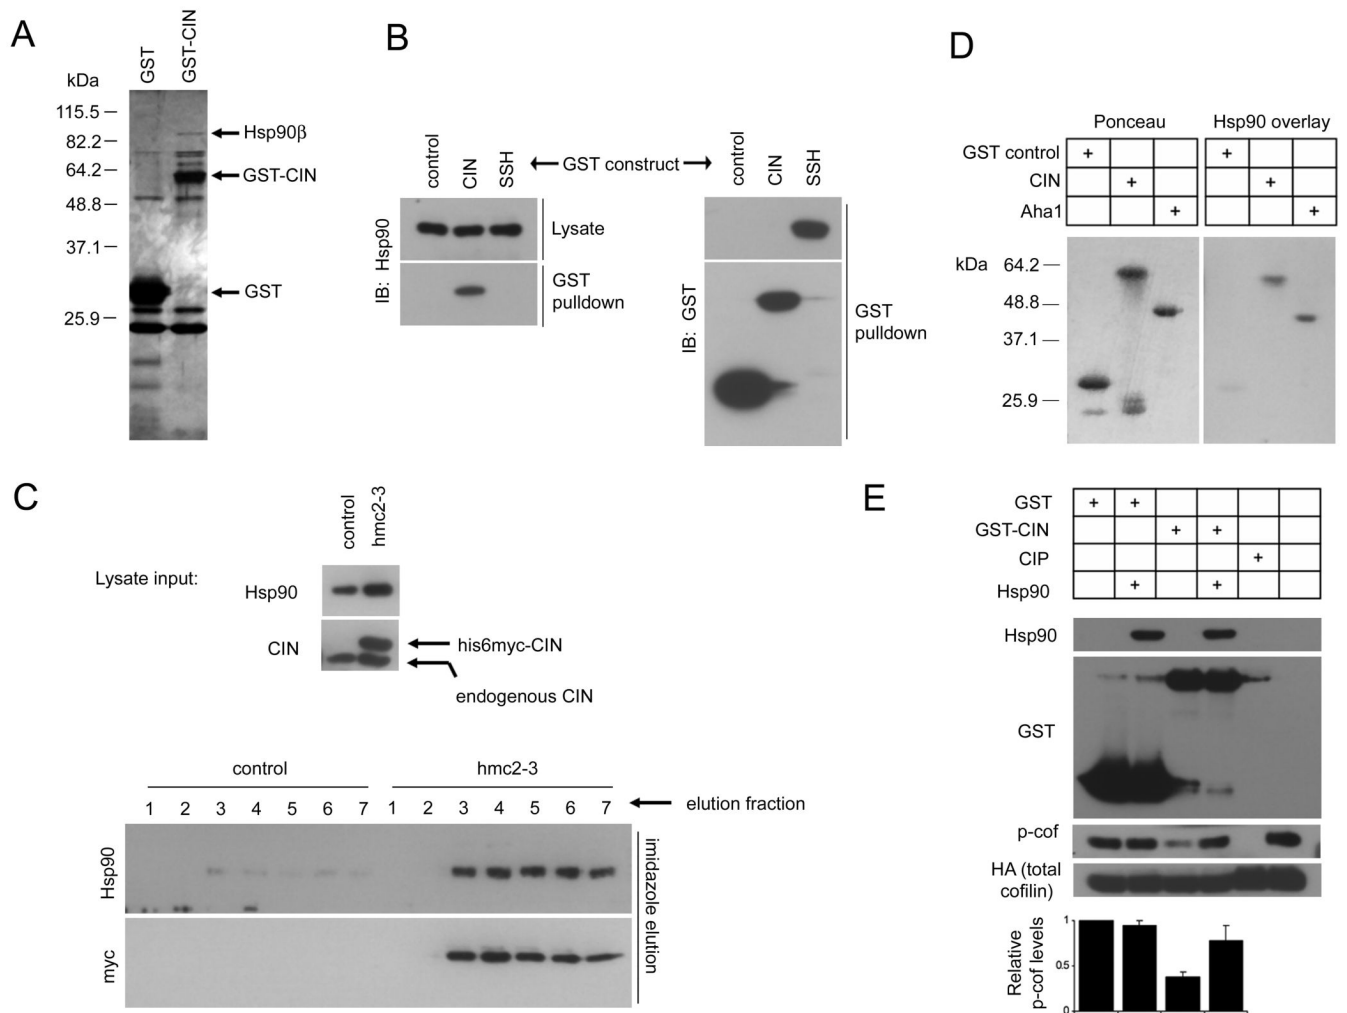 A
GST
GST-CIN
kDa
115.5
82.2
64.2
48.8
37.1
25.9
Hsp90β
GST-CIN
GST
B
control
CIN
SSH
GST construct
control
CIN
SSH
IB: Hsp90
Lysate
GST
pulldown
IB: GST
GST
pulldown
D
Ponceau
Hsp90 overlay
GST control + +
CIN + +
Aha1 + +
kDa
64.2
48.8
37.1
25.9
C
control
hmc2-3
Lysate input:
Hsp90
CIN
his6myc-CIN
endogenous CIN
control
hmc2-3
1 2 3 4 5 6 7 1 2 3 4 5 6 7
elution fraction
Hsp90
myc
imidazole elution
E
GST + +
GST-CIN + +
CIP +
Hsp90 + +
Hsp90
GST
p-cof
HA (total
cofilin)
Relative
p-cof levels
1
0.5
0